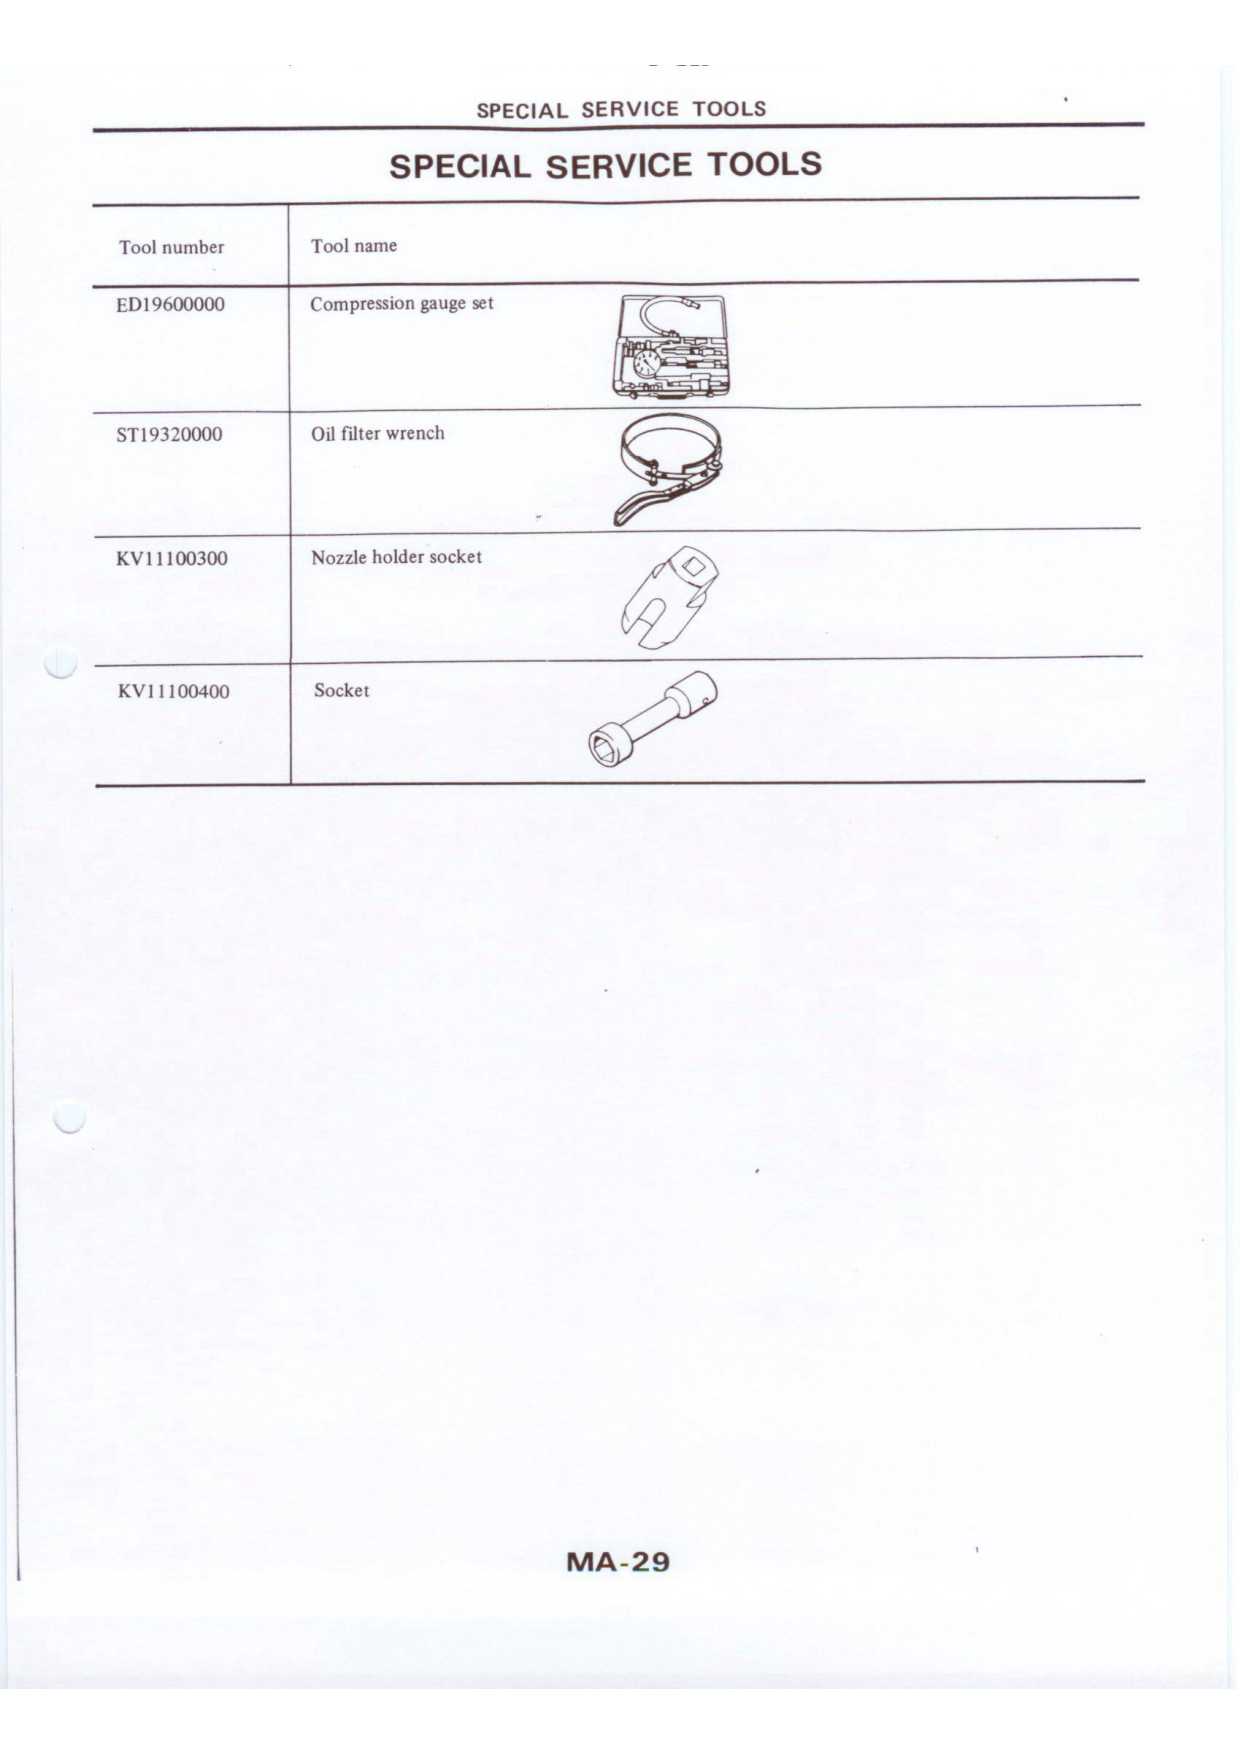 SPECIAL SERVICE TOOLS
SPECIAL SERVICE TOOLS
Tool number Tool name
ED19600000 Compression gauge set
ST19320000 Oil filter wrench
KV11100300 Nozzle holder socket
KV11100400 Socket
MA-29